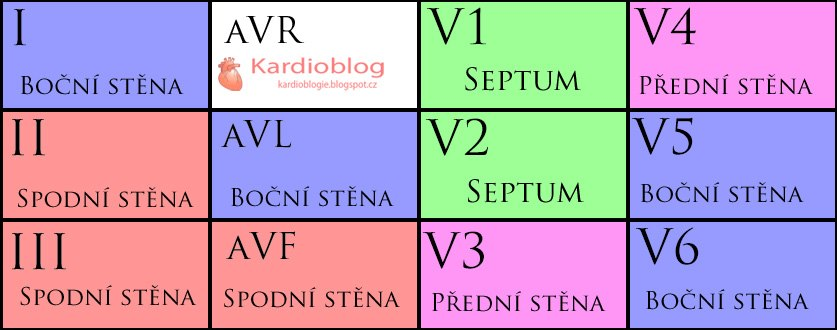 I
BOČNÍ STĚNA
AVR
Kardioblog
kardioblogie.blogspot.cz
V1
SEPTUM
V4
PŘEDNÍ STĚNA
II
SPODNÍ STĚNA
AVL
BOČNÍ STĚNA
V2
SEPTUM
V5
BOČNÍ STĚNA
III
SPODNÍ STĚNA
AVF
SPODNÍ STĚNA
V3
PŘEDNÍ STĚNA
V6
BOČNÍ STĚNA